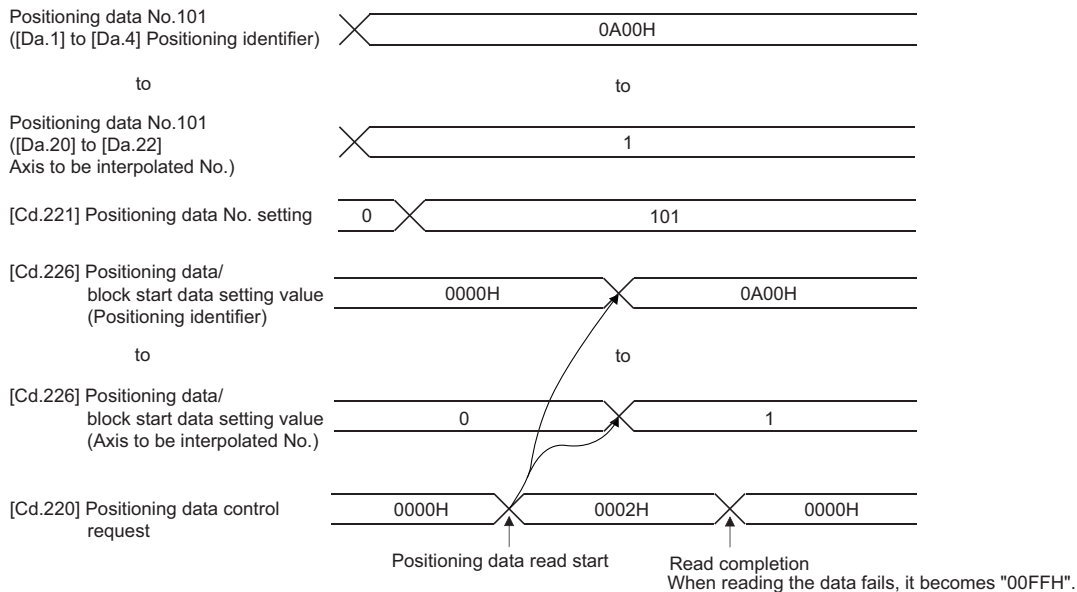 Positioning data No.101
([Da.1] to [Da.4] Positioning identifier)
0A00H
to
to
Positioning data No.101
([Da.20] to [Da.22]
Axis to be interpolated No.)
1
[Cd.221] Positioning data No. setting
0
101
[Cd.226] Positioning data/
block start data setting value
(Positioning identifier)
0000H
0A00H
to
to
[Cd.226] Positioning data/
block start data setting value
(Axis to be interpolated No.)
0
1
[Cd.220] Positioning data control
request
0000H
0002H
0000H
Positioning data read start
Read completion
When reading the data fails, it becomes "00FFH".